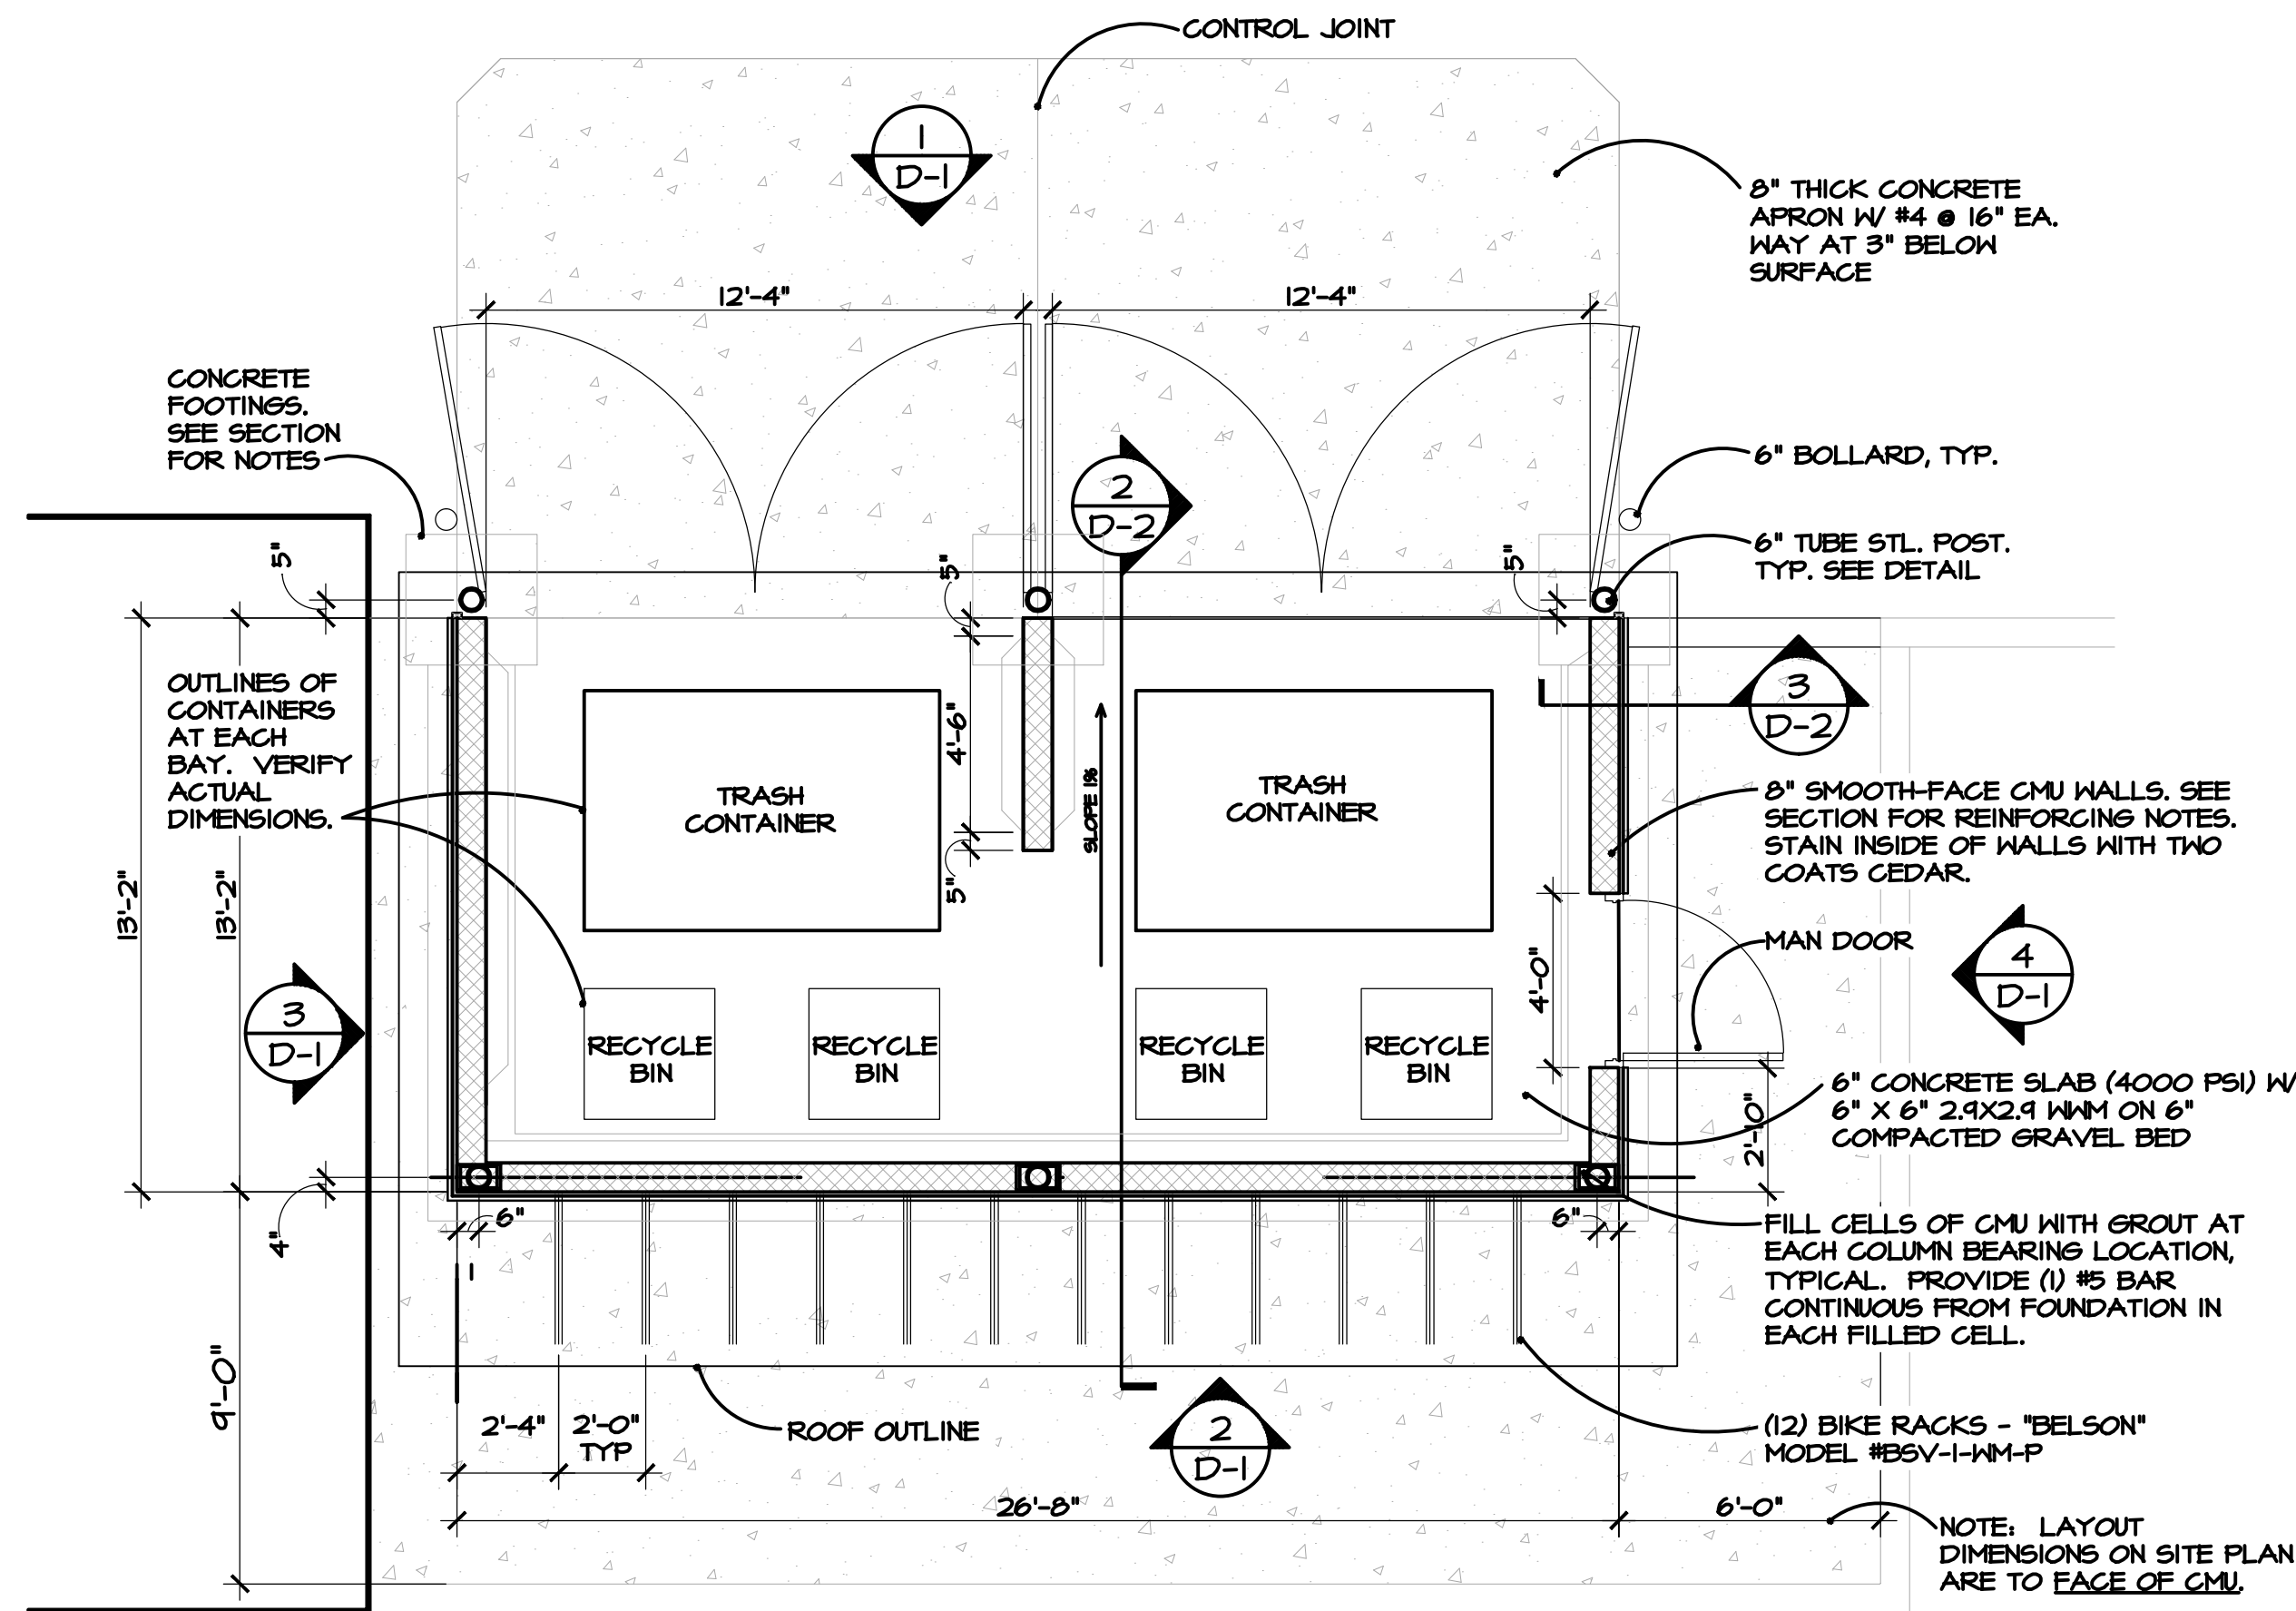 CONTROL JOINT
1
D-1
8" THICK CONCRETE
APRON W/ #4 @ 16" EA.
WAY AT 3" BELOW
SURFACE
12'-4"
12'-4"
CONCRETE
FOOTINGS.
SEE SECTION
FOR NOTES
6" BOLLARD, TYP.
2
D-2
6" TUBE STL. POST.
TYP. SEE DETAIL
5"
5"
5"
OUTLINES OF
CONTAINERS
AT EACH
BAY.  VERIFY
ACTUAL
DIMENSIONS.
3
D-2
4'-6"
SLOPE 1%
TRASH
CONTAINER
TRASH
CONTAINER
8" SMOOTH-FACE CMU WALLS. SEE
SECTION FOR REINFORCING NOTES.
STAIN INSIDE OF WALLS WITH TWO
COATS CEDAR.
13'-2"
13'-2"
5"
MAN DOOR
4
D-1
4'-0"
3
D-1
RECYCLE
BIN
RECYCLE
BIN
RECYCLE
BIN
RECYCLE
BIN
6" CONCRETE SLAB (4000 PSI) W/
6" X 6" 2.9X2.9 WWM ON 6"
COMPACTED GRAVEL BED
2'-10"
6"
6"
4"
FILL CELLS OF CMU WITH GROUT AT
EACH COLUMN BEARING LOCATION,
TYPICAL.  PROVIDE (1) #5 BAR
CONTINUOUS FROM FOUNDATION IN
EACH FILLED CELL.
9'-0"
2'-4"
2'-0"
TYP
ROOF OUTLINE
2
D-1
(12) BIKE RACKS - "BELSON"
MODEL #BSV-1-WM-P
26'-8"
6'-0"
NOTE:  LAYOUT
DIMENSIONS ON SITE PLAN
ARE TO FACE OF CMU.